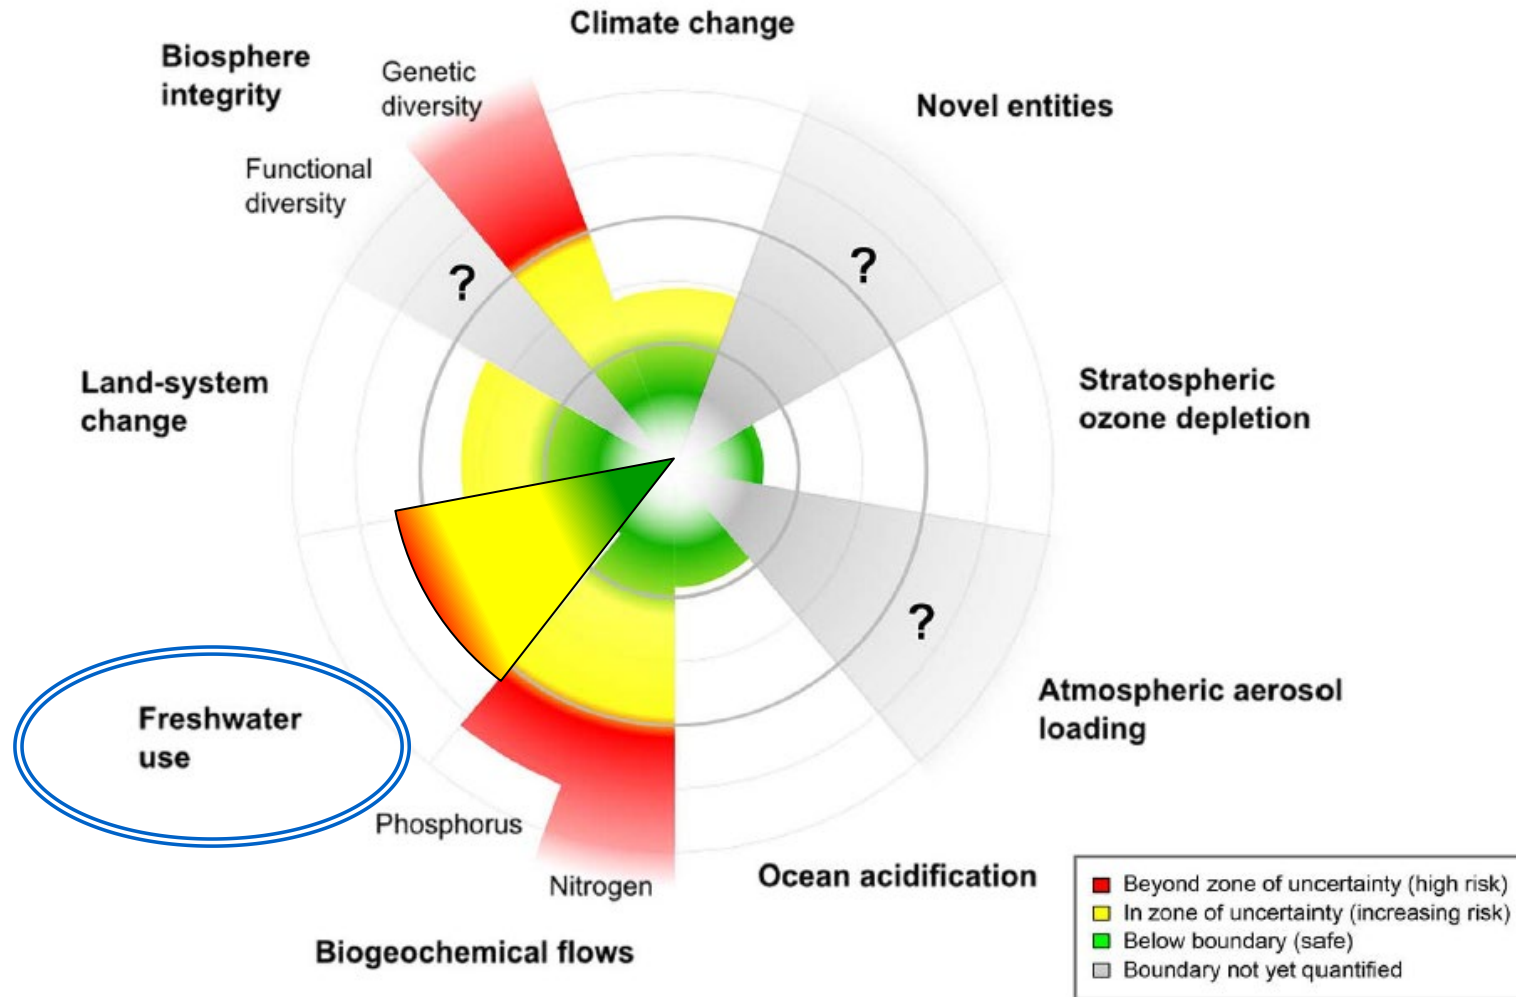 Climate change
Biosphere
integrity
Genetic
diversity
Novel entities
Functional
diversity
?
?
Land-system
change
Stratospheric
ozone depletion
?
Freshwater
use
Atmospheric aerosol
loading
Phosphorus
Nitrogen
Ocean acidification
Biogeochemical flows
Beyond zone of uncertainty (high risk)
In zone of uncertainty (increasing risk)
Below boundary (safe)
Boundary not yet quantified